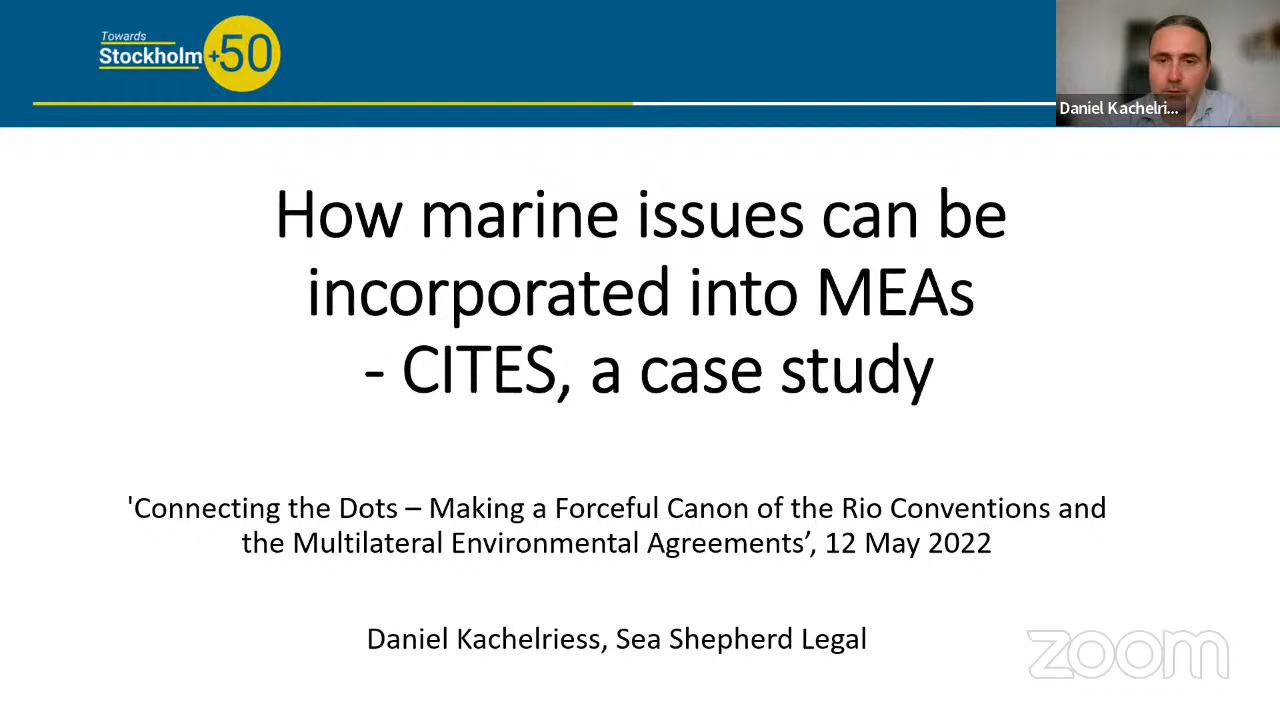 Towards
Stockholm+50
Daniel Kachelri...
How marine issues can be
incorporated into MEAs
- CITES, a case study
'Connecting the Dots – Making a Forceful Canon of the Rio Conventions and
the Multilateral Environmental Agreements’, 12 May 2022
Daniel Kachelriess, Sea Shepherd Legal
zoom